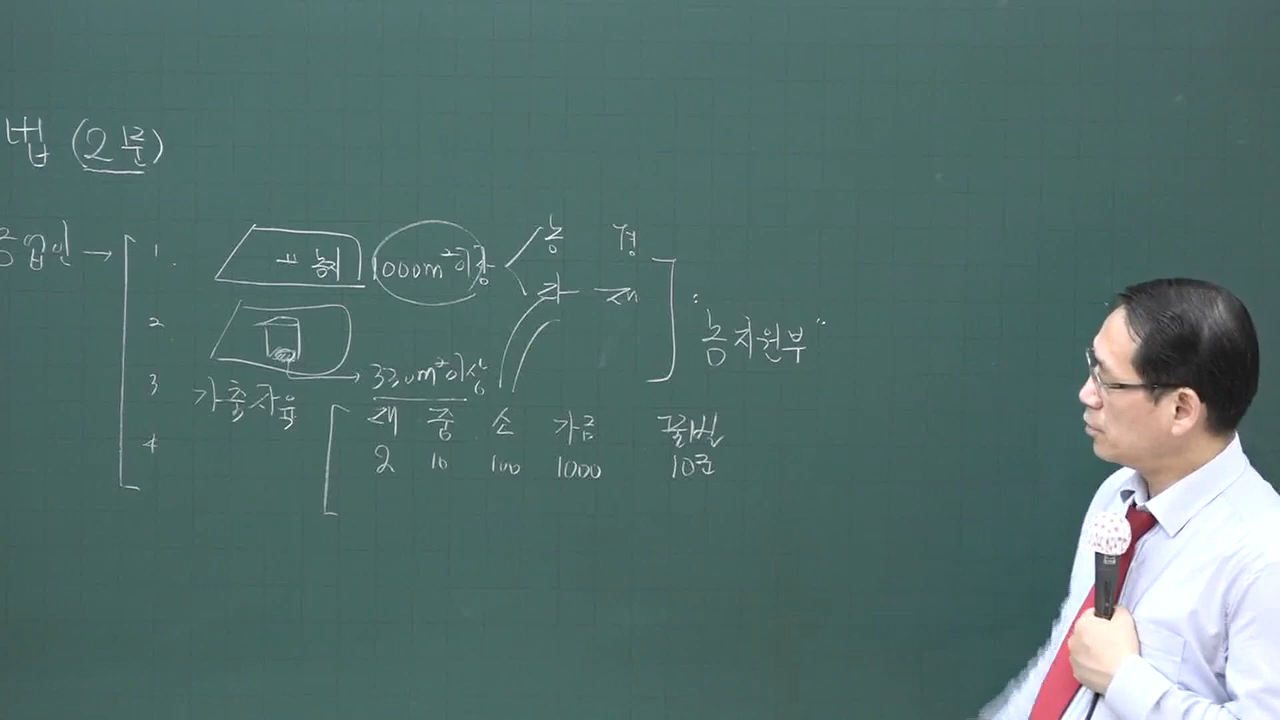 법 (2문)
농업인 → 1.
농지 1000m²이상
농 경
다 재
2
3 330m²이상
가축자육
대 중 소 가금 꿀벌
4 2 10 100 1000 10군
"농지원부"